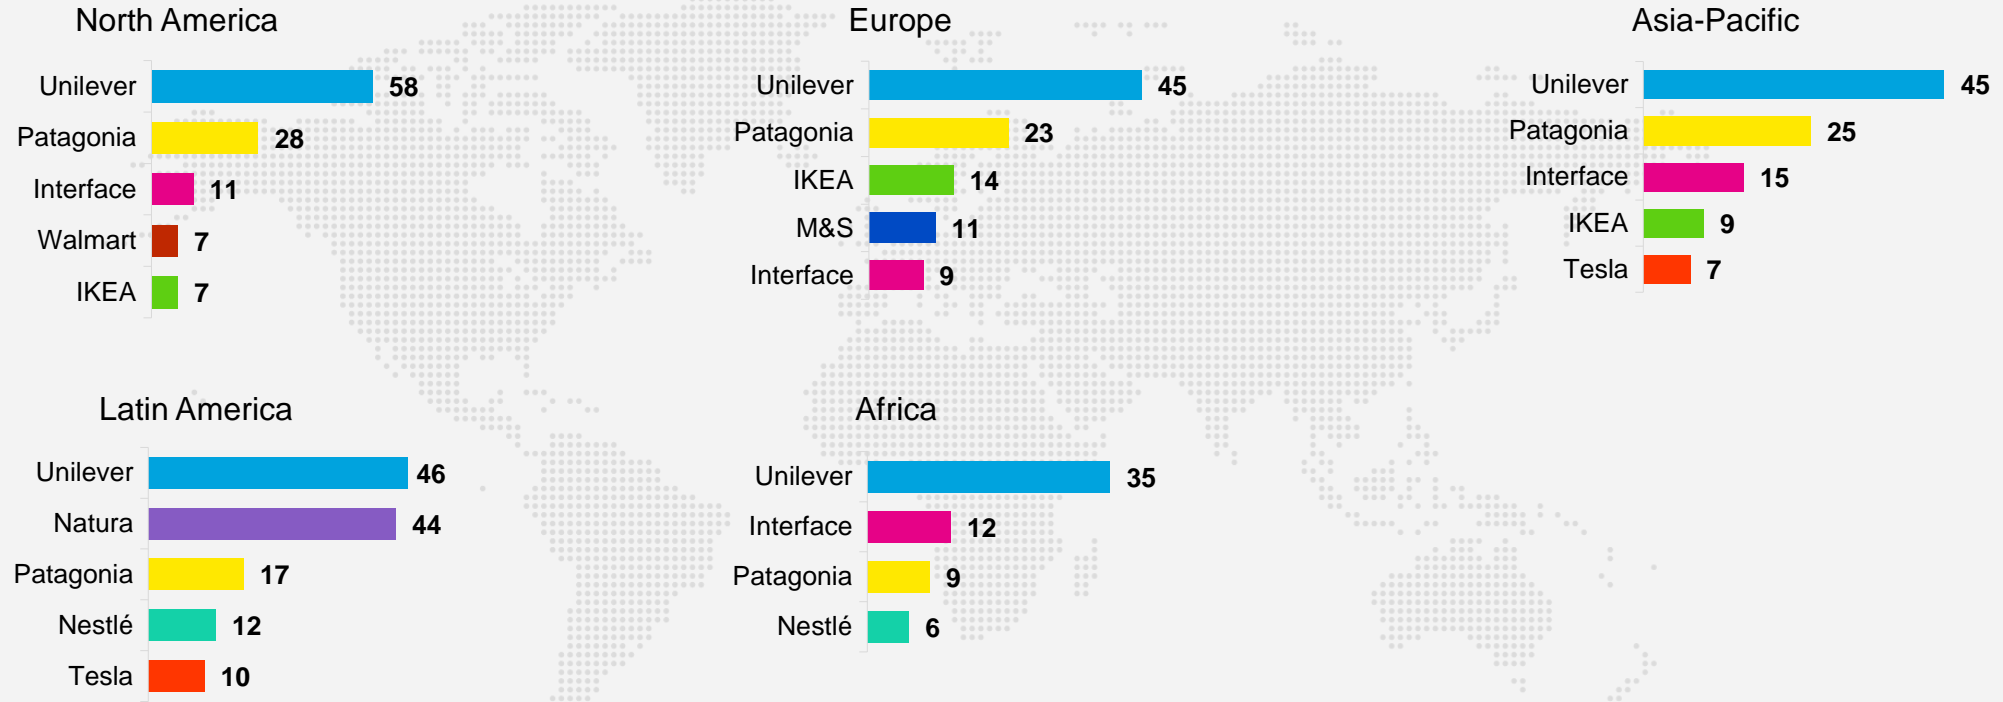 North America
Unilever 58
Patagonia 28
Interface 11
Walmart 7
IKEA 7
Europe
Unilever 45
Patagonia 23
IKEA 14
M&S 11
Interface 9
Asia-Pacific
Unilever 45
Patagonia 25
Interface 15
IKEA 9
Tesla 7
Latin America
Unilever 46
Natura 44
Patagonia 17
Nestlé 12
Tesla 10
Africa
Unilever 35
Interface 12
Patagonia 9
Nestlé 6